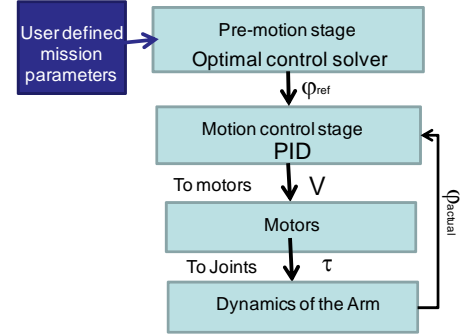 User defined
mission
parameters
Pre-motion stage
Optimal control solver
φref
Motion control stage
PID
To motors V
Motors
To Joints τ
Dynamics of the Arm
φactual